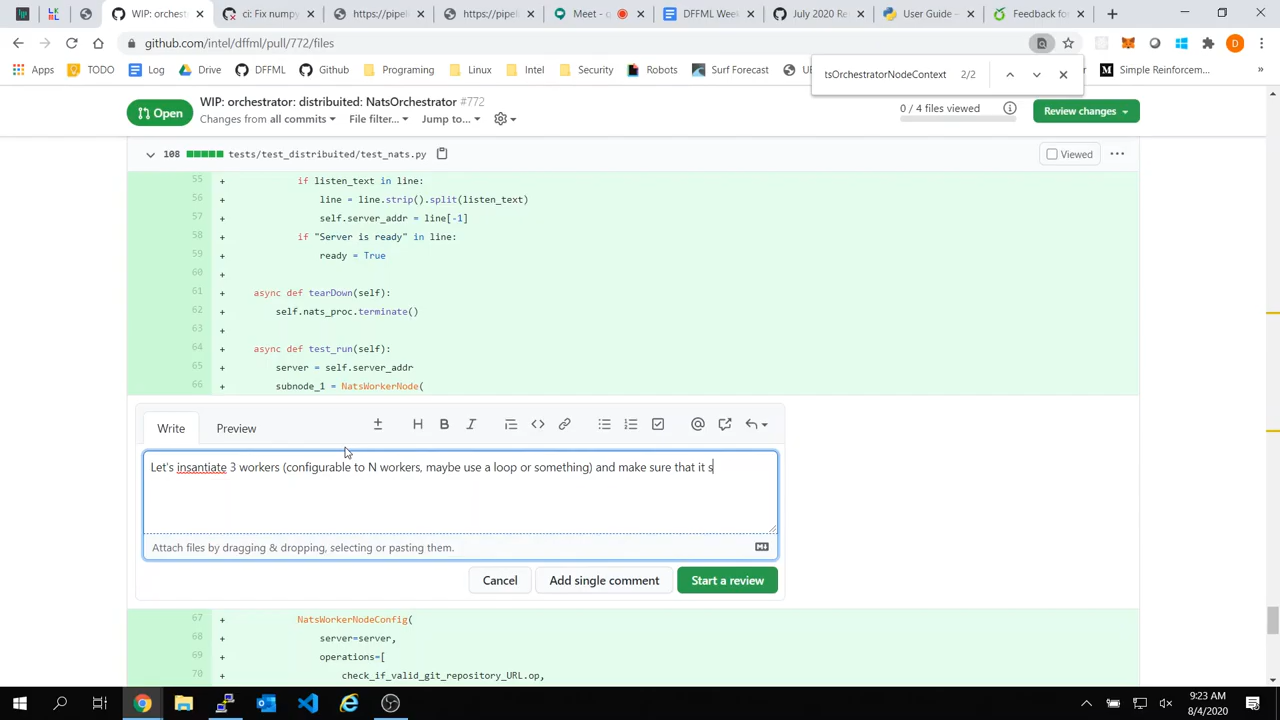 WIP: orchestr
ci: Fix numpy
https://pipeli
https://pipeli
Meet - c
DFFML Week
July 2020 Re
User Guide –
Feedback for
github.com/intel/dffml/pull/772/files
D
Apps
TODO
Log
Drive
DFFML
Github
Programing
Linux
Intel
Security
Robots
Surf Forecast
Simple Roboticsm...
tsOrchestratorNodeContext 2/2
Open
WIP: orchestrator: distribuited: NatsOrchestrator #772
Changes from all commits
File filter...
Jump to...
0 / 4 files viewed
Review changes
108 tests/test_distribuited/test_nats.py
Viewed
55 + if listen_text in line:
56 + line = line.strip().split(listen_text)
57 + self.server_addr = line[-1]
58 + if "Server is ready" in line:
59 + ready = True
60 +
61 + async def tearDown(self):
62 + self.nats_proc.terminate()
63 +
64 + async def test_run(self):
65 + server = self.server_addr
66 + subnode_1 = NatsWorkerNode(
Write
Preview
Let's insantiate 3 workers (configurable to N workers, maybe use a loop or something) and make sure that it s
Attach files by dragging & dropping, selecting or pasting them.
Cancel
Add single comment
Start a review
67 + NatsWorkerNodeConfig(
68 + server=server,
69 + operations=[
70 + check_if_valid_git_repository_URL.op,
9:23 AM
8/4/2020